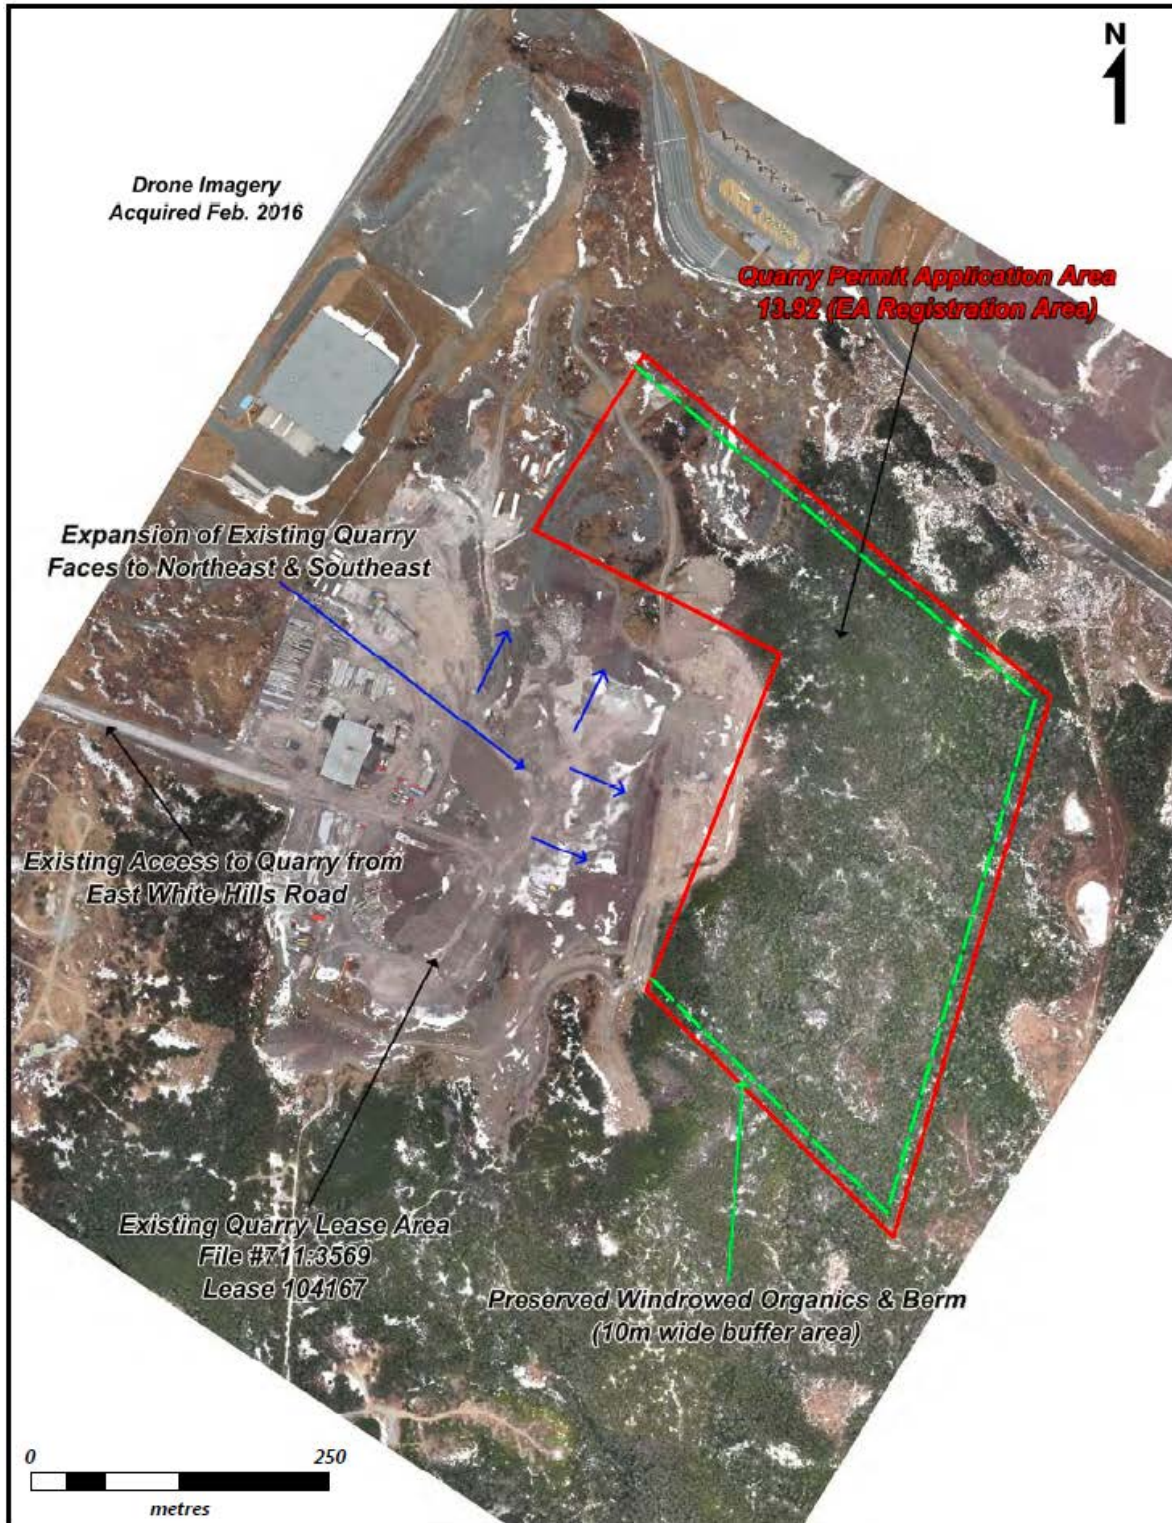 N
Drone Imagery
Acquired Feb. 2016
Quarry Permit Application Area
13.92 (EA Registration Area)
Expansion of Existing Quarry
Faces to Northeast & Southeast
Existing Access to Quarry from
East White Hills Road
Existing Quarry Lease Area
File #711:3569
Lease 104167
Preserved Windrowed Organics & Berm
(10m wide buffer area)
0 250
metres